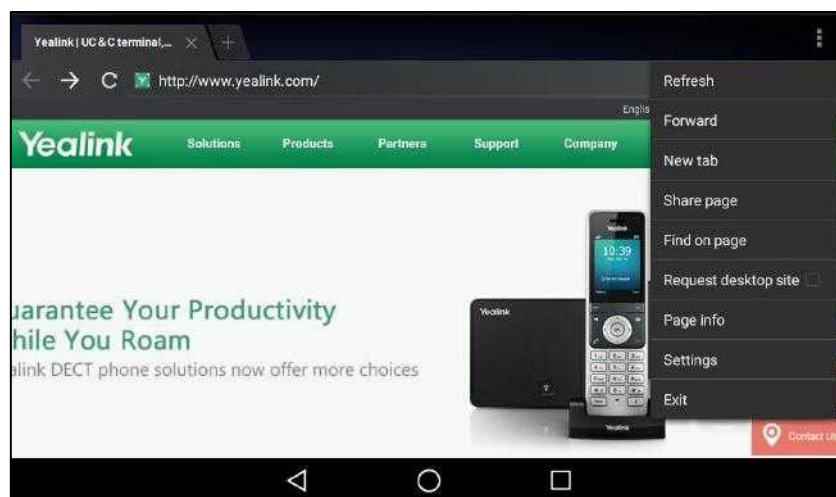 Yealink | UC & C terminal,...
http://www.yealink.com/
Englis
Yealink
Solutions Products Partners Support Company
Refresh
Forward
New tab
Share page
Find on page
Request desktop site
Page info
Settings
Exit
uarantee Your Productivity
hile You Roam
alink DECT phone solutions now offer more choices
Yealink
Yealink
10:39
Yealink
Contact Us